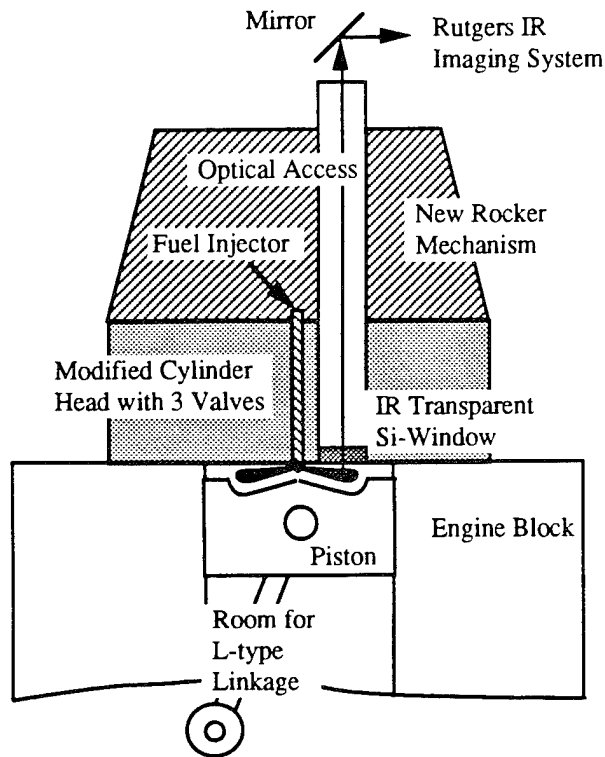 Mirror
Rutgers IR
Imaging System
Optical Access
New Rocker
Mechanism
Fuel Injector
Modified Cylinder
Head with 3 Valves
IR Transparent
Si-Window
Engine Block
Piston
Room for
L-type
Linkage